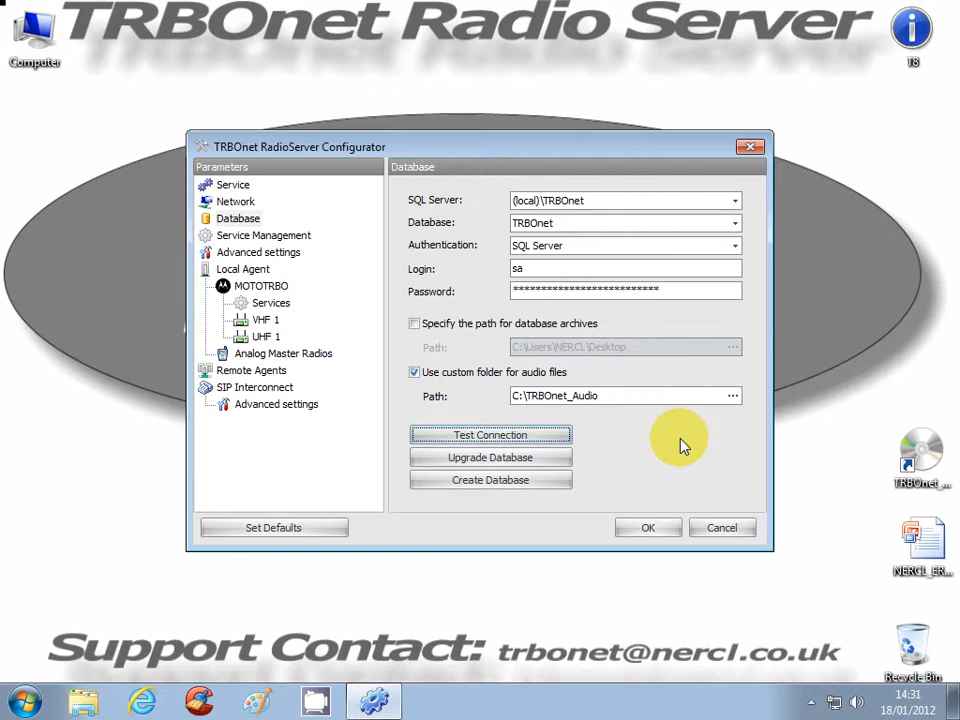 TRBOnet Radio Server
Computer
T8
TRBOnet RadioServer Configurator
Parameters
Service
Network
Database
Service Management
Advanced settings
Local Agent
MOTOTRBO
Services
VHF 1
UHF 1
Analog Master Radios
Remote Agents
SIP Interconnect
Advanced settings
Set Defaults
Database
SQL Server: (local)\TRBOnet
Database: TRBOnet
Authentication: SQL Server
Login: sa
Password: **************************
Specify the path for database archives
Path: C:\Users\NERCL\Desktop ...
Use custom folder for audio files
Path: C:\TRBOnet_Audio ...
Test Connection
Upgrade Database
Create Database
OK Cancel
TRBOnet_...
NERCL_ER...
Recycle Bin
Support Contact: trbonet@nercl.co.uk
14:31
18/01/2012